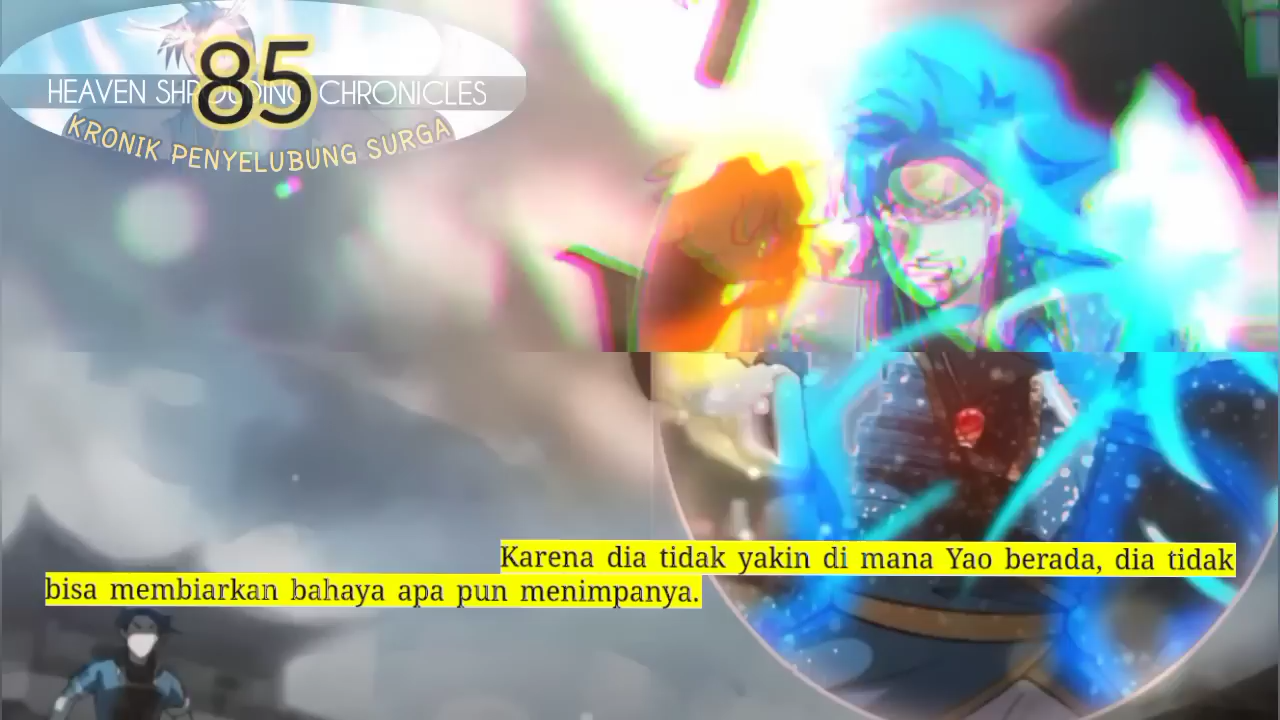 85
HEAVEN SHROUDING CHRONICLES
KRONIK PENYELUBUNG SURGA
Karena dia tidak yakin di mana Yao berada, dia tidak
bisa membiarkan bahaya apa pun menimpanya.